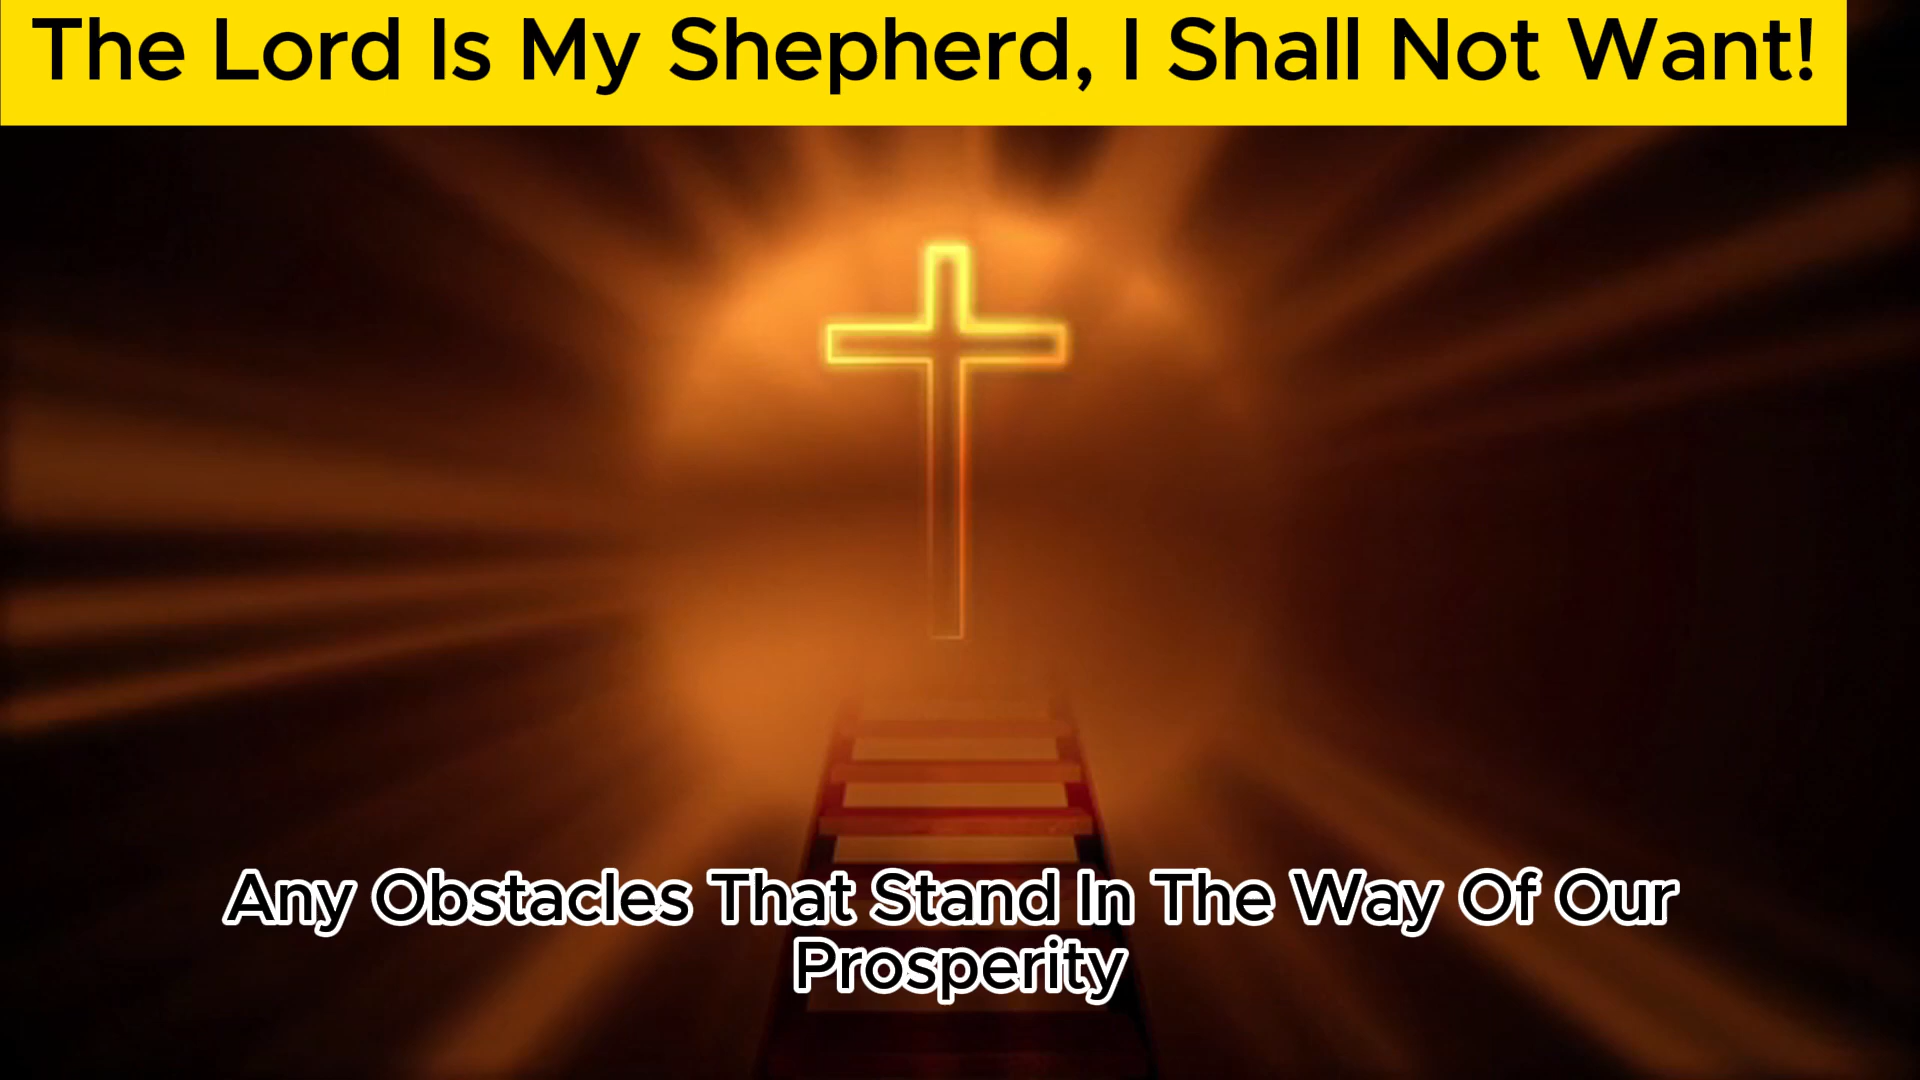 The Lord Is My Shepherd, I Shall Not Want!
Any Obstacles That Stand In The Way Of Our
Prosperity